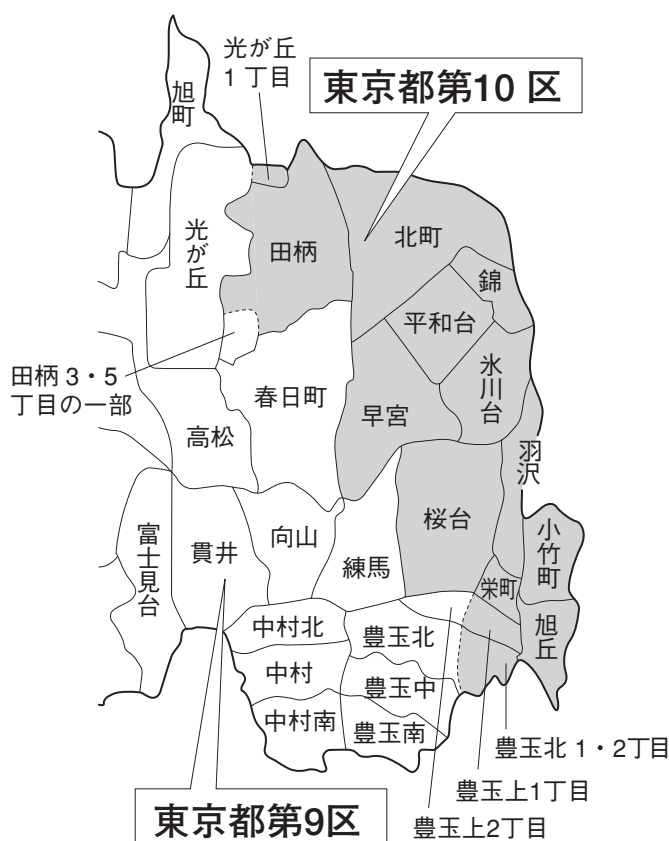 光が丘
1丁目
東京都第10区
旭町
光が丘
田柄
北町
錦
平和台
氷川台
田柄3・5
丁目の一部
春日町
早宮
高松
羽沢
桜台
小竹町
富士見台
貫井
向山
練馬
栄町
旭丘
中村北
豊玉北
中村
豊玉中
中村南
豊玉南
豊玉北1・2丁目
豊玉上1丁目
豊玉上2丁目
東京都第9区